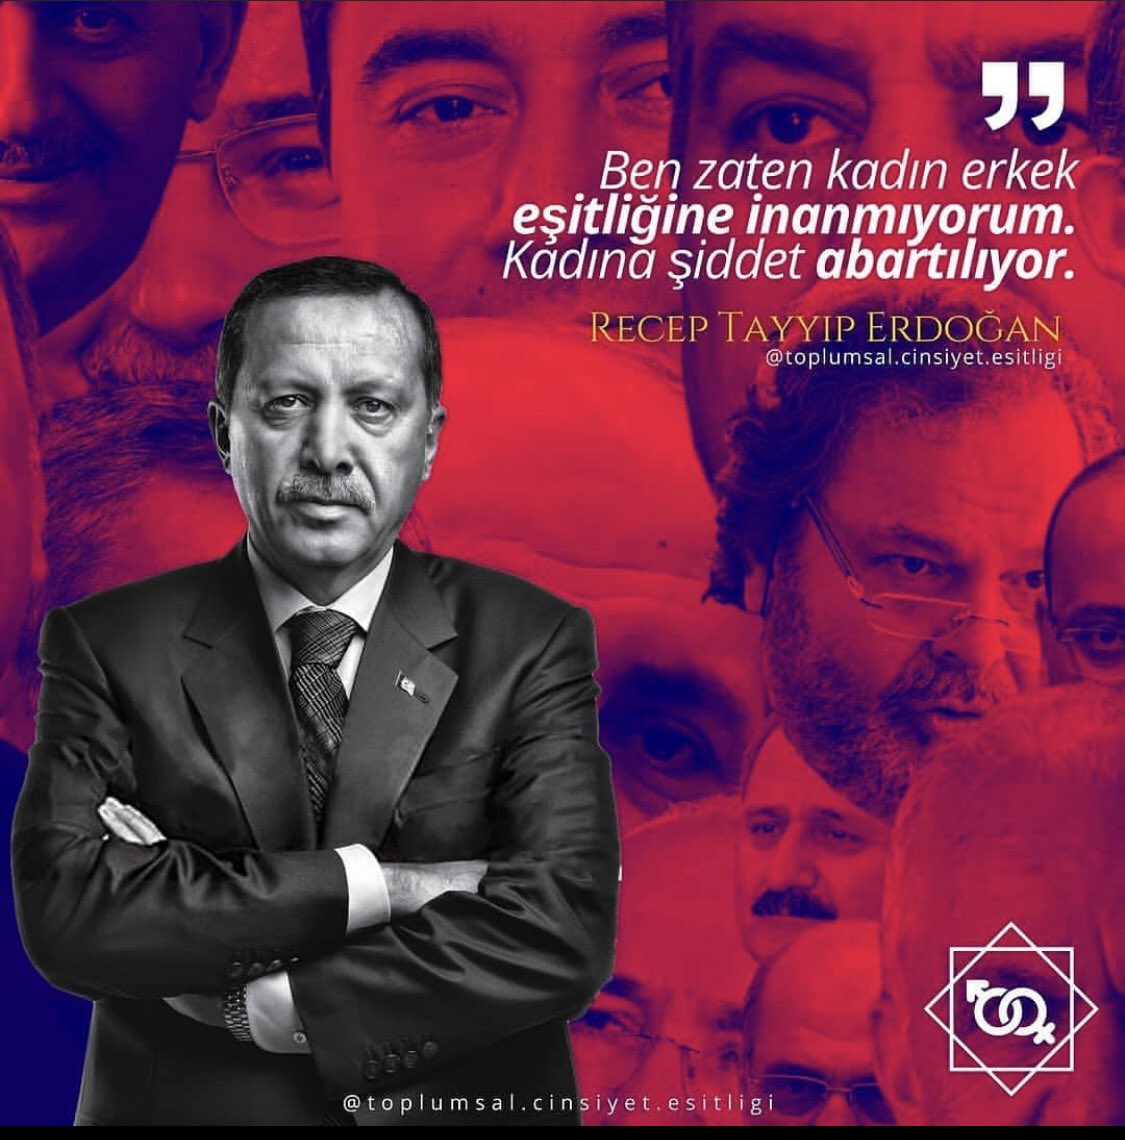 Ben zaten kadın erkek
eşitliğine inanmıyorum.
Kadına şiddet abartılıyor.
RECEP TAYYIP ERDOĞAN
@toplumsal.cinsiyet.esitligi
@toplumsal.cinsiyet.esitligi